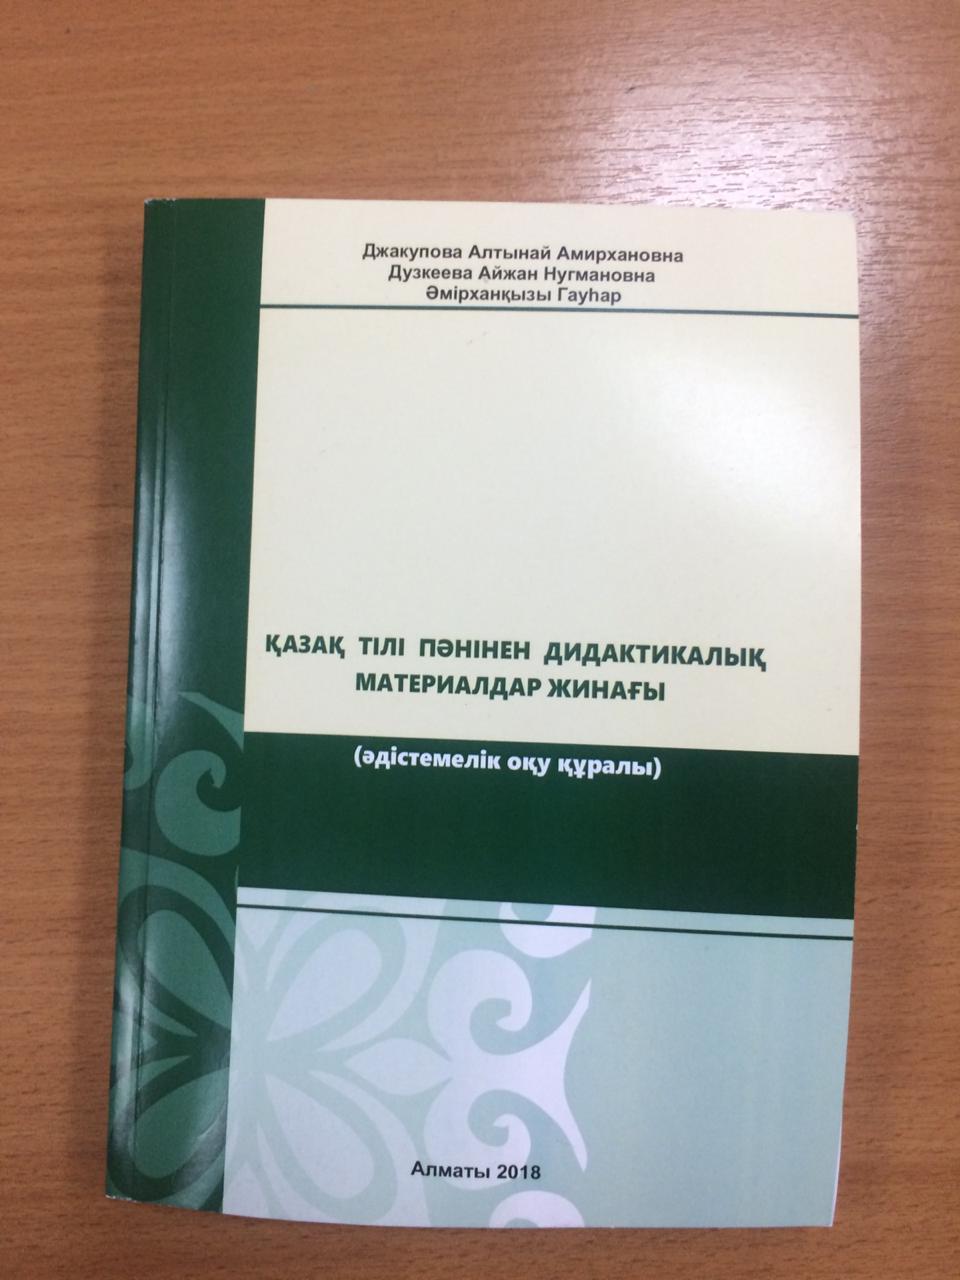 Джакупова Алтынай Амирхановна
Дузкеева Айжан Нугмановна
Әмірханқызы Гауһар
ҚАЗАҚ ТІЛІ ПӘНІНЕН ДИДАКТИКАЛЫҚ
МАТЕРИАЛДАР ЖИНАҒЫ
(әдістемелік оқу құралы)
Алматы 2018